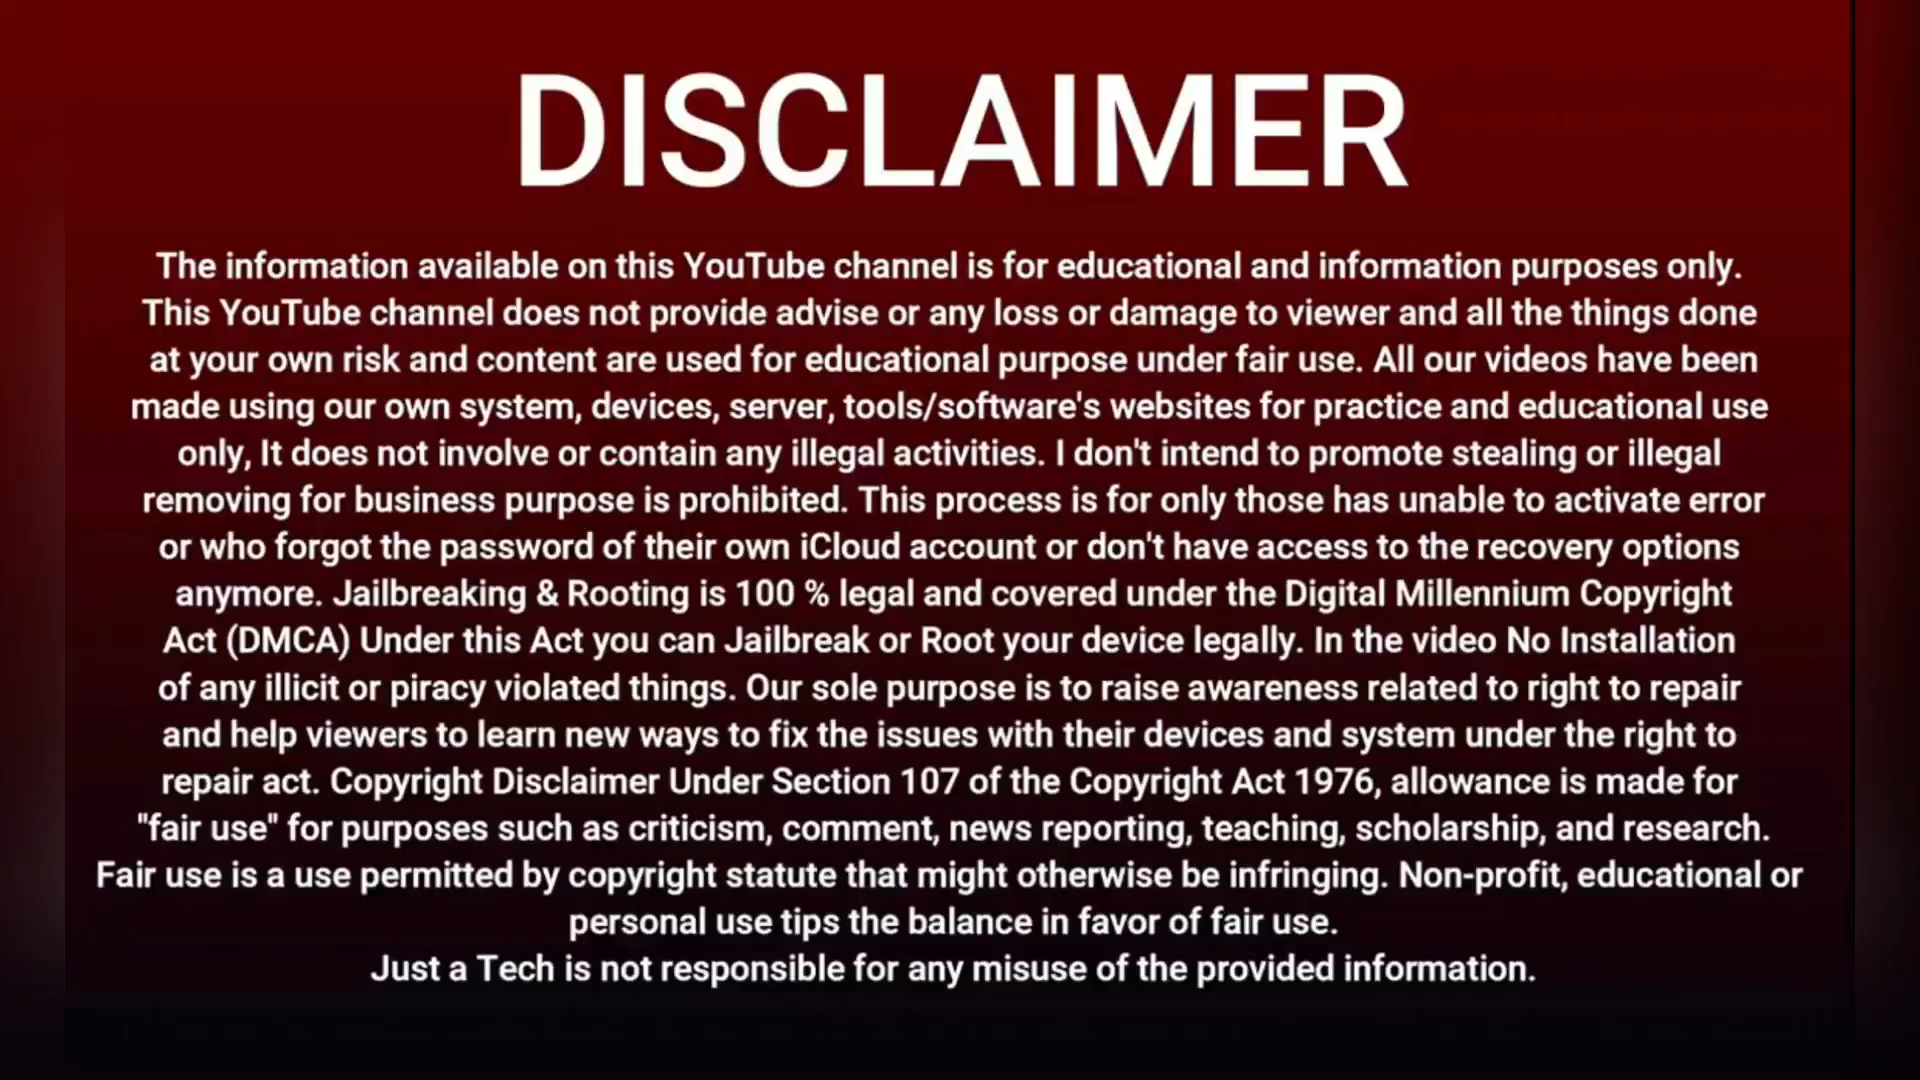 DISCLAIMER
The information available on this YouTube channel is for educational and information purposes only.
This YouTube channel does not provide advise or any loss or damage to viewer and all the things done
at your own risk and content are used for educational purpose under fair use. All our videos have been
made using our own system, devices, server, tools/software's websites for practice and educational use
only, It does not involve or contain any illegal activities. I don't intend to promote stealing or illegal
removing for business purpose is prohibited. This process is for only those has unable to activate error
or who forgot the password of their own iCloud account or don't have access to the recovery options
anymore. Jailbreaking & Rooting is 100 % legal and covered under the Digital Millennium Copyright
Act (DMCA) Under this Act you can Jailbreak or Root your device legally. In the video No Installation
of any illicit or piracy violated things. Our sole purpose is to raise awareness related to right to repair
and help viewers to learn new ways to fix the issues with their devices and system under the right to
repair act. Copyright Disclaimer Under Section 107 of the Copyright Act 1976, allowance is made for
"fair use" for purposes such as criticism, comment, news reporting, teaching, scholarship, and research.
Fair use is a use permitted by copyright statute that might otherwise be infringing. Non-profit, educational or
personal use tips the balance in favor of fair use.
Just a Tech is not responsible for any misuse of the provided information.